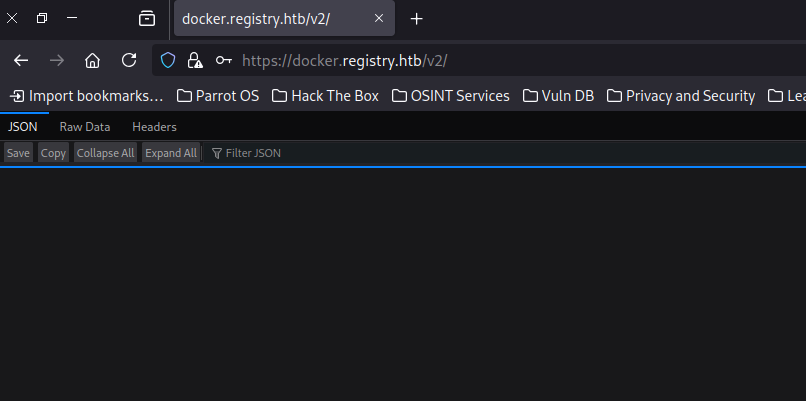 docker.registry.htb/v2/
https://docker.registry.htb/v2/
Import bookmarks... Parrot OS Hack The Box OSINT Services Vuln DB Privacy and Security Lea
JSON Raw Data Headers
Save Copy Collapse All Expand All Filter JSON